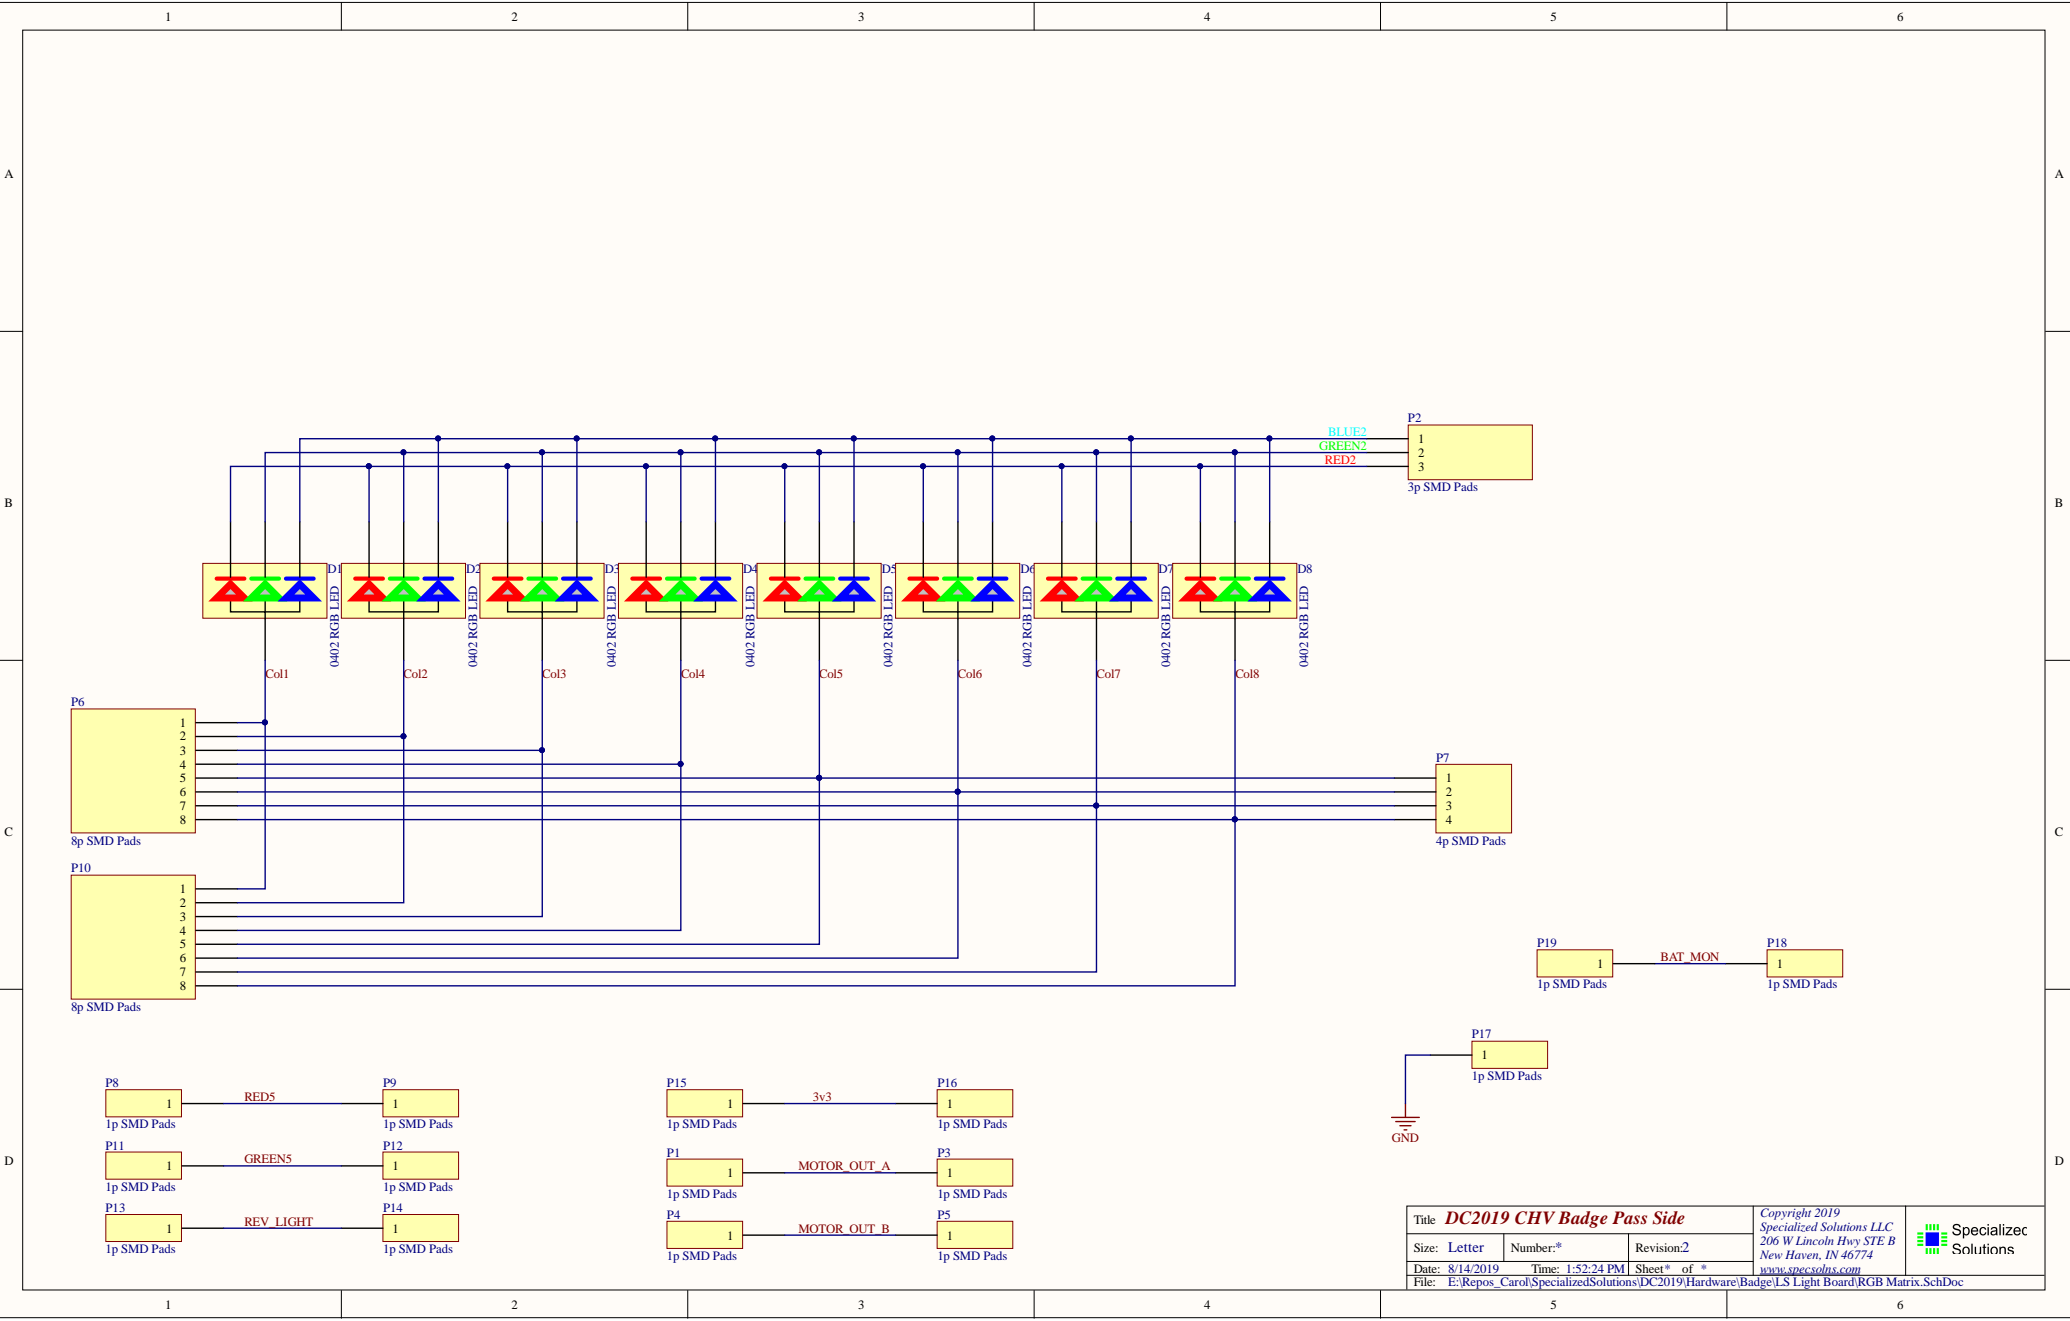 1 2 3 4 5 6
A A
P2
BLUE2 1
GREEN2 2
RED2 3
3p SMD Pads
B B
D1 D2 D3 D4 D5 D6 D7 D8
0402 RGB LED
0402 RGB LED
0402 RGB LED
0402 RGB LED
0402 RGB LED
0402 RGB LED
0402 RGB LED
0402 RGB LED
Col1 Col2 Col3 Col4 Col5 Col6 Col7 Col8
P6
1
2
3
4
5
6
7
8
8p SMD Pads
P7
1
2
3
4
4p SMD Pads
C C
P10
1
2
3
4
5
6
7
8
8p SMD Pads
P19 P18
1 BAT_MON 1
1p SMD Pads 1p SMD Pads
P17
1
1p SMD Pads
GND
P8 P9
1 RED5 1
1p SMD Pads 1p SMD Pads
P11 P12
1 GREEN5 1
1p SMD Pads 1p SMD Pads
P13 P14
1 REV_LIGHT 1
1p SMD Pads 1p SMD Pads
P15 P16
1 3v3 1
1p SMD Pads 1p SMD Pads
P1 P3
1 MOTOR_OUT_A 1
1p SMD Pads 1p SMD Pads
P4 P5
1 MOTOR_OUT_B 1
1p SMD Pads 1p SMD Pads
D D
Title DC2019 CHV Badge Pass Side
Size: Letter Number:* Revision:2
Date: 8/14/2019 Time: 1:52:24 PM Sheet* of *
File: E:\Repos_Carol\SpecializedSolutions\DC2019\Hardware\Badge\LS Light Board\RGB Matrix.SchDoc
Copyright 2019
Specialized Solutions LLC
206 W Lincoln Hwy STE B
New Haven, IN 46774
www.specsolns.com
Specialized
Solutions
1 2 3 4 5 6